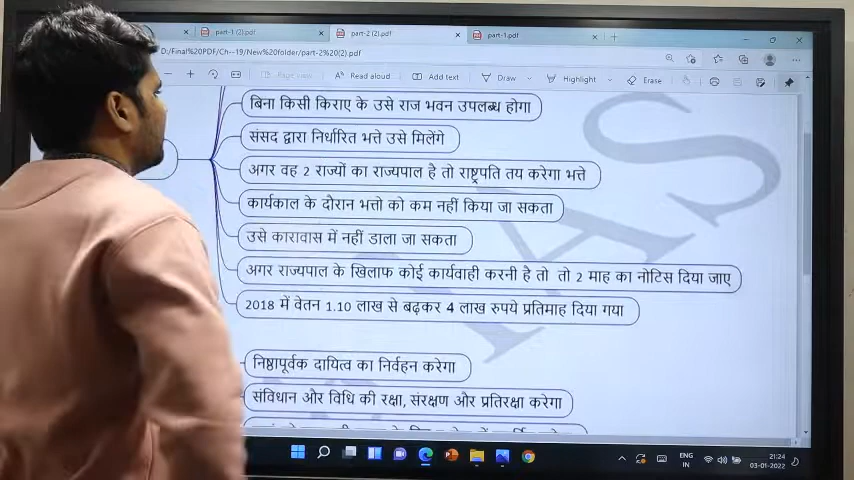 part-1 (2).pdf
part-2 (2).pdf
part-1.pdf
D:/Final%20PDF/Ch--19/New%20folder/part-2%20(2).pdf
Page view
Read aloud
Add text
Draw
Highlight
Erase
बिना किसी किराए के उसे राज भवन उपलब्ध होगा
संसद द्वारा निर्धारित भत्ते उसे मिलेंगे
अगर वह 2 राज्यों का राज्यपाल है तो राष्ट्रपति तय करेगा भत्ते
कार्यकाल के दौरान भत्तो को कम नहीं किया जा सकता
उसे कारावास में नहीं डाला जा सकता
अगर राज्यपाल के खिलाफ कोई कार्यवाही करनी है तो तो 2 माह का नोटिस दिया जाए
2018 में वेतन 1.10 लाख से बढ़कर 4 लाख रुपये प्रतिमाह दिया गया
निष्ठापूर्वक दायित्व का निर्वहन करेगा
संविधान और विधि की रक्षा, संरक्षण और प्रतिरक्षा करेगा
IAS
ENG
IN
21:24
03-01-2022